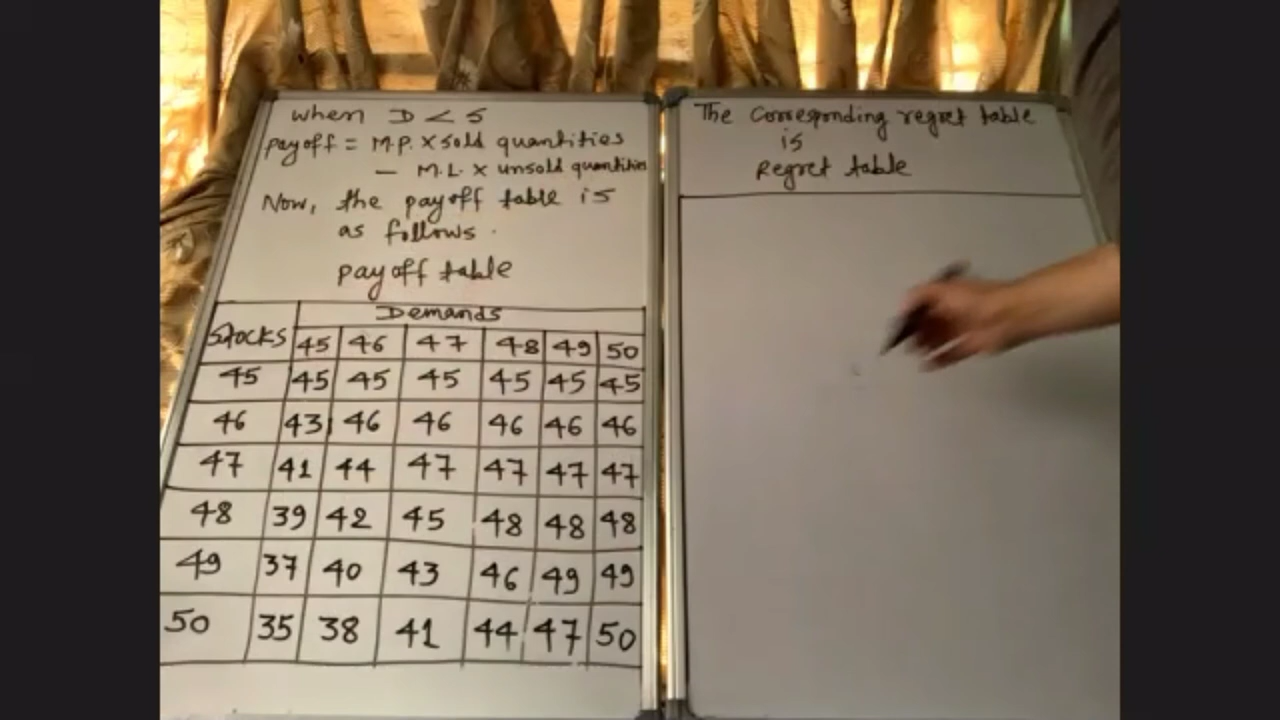 when D < S
payoff = M.P. x sold quantities
- M.L. x unsold quantities
Now, the payoff table is
as follows.
payoff table
Demands
Stocks 45 46 47 48 49 50
45 45 45 45 45 45 45
46 43 46 46 46 46 46
47 41 44 47 47 47 47
48 39 42 45 48 48 48
49 37 40 43 46 49 49
50 35 38 41 44 47 50
The Corresponding regret table
is
Regret table